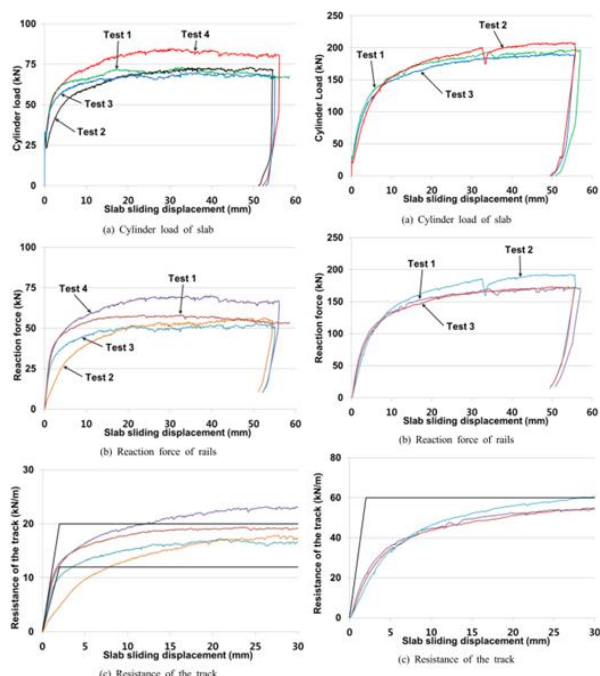 100
75
50
25
0
Cylinder load (kN)
Test 1
Test 4
Test 3
Test 2
0 10 20 30 40 50 60
Slab sliding displacement (mm)
(a) Cylinder load of slab
250
200
150
100
50
0
Cylinder Load (kN)
Test 2
Test 1
Test 3
0 10 20 30 40 50 60
Slab sliding displacement (mm)
(a) Cylinder load of slab
100
75
50
25
0
Reaction force (kN)
Test 1
Test 4
Test 3
Test 2
0 10 20 30 40 50 60
Slab sliding displacement (mm)
(b) Reaction force of rails
250
200
150
100
50
0
Reaction force (kN)
Test 1
Test 2
Test 3
0 10 20 30 40 50 60
Slab sliding displacement (mm)
(b) Reaction force of rails
30
20
10
0
Resistance of the track (kN/m)
0 5 10 15 20 25 30
Slab sliding displacement (mm)
(c) Resistance of the track
80
60
40
20
0
Resistance of the track (kN/m)
0 5 10 15 20 25 30
Slab sliding displacement (mm)
(c) Resistance of the track